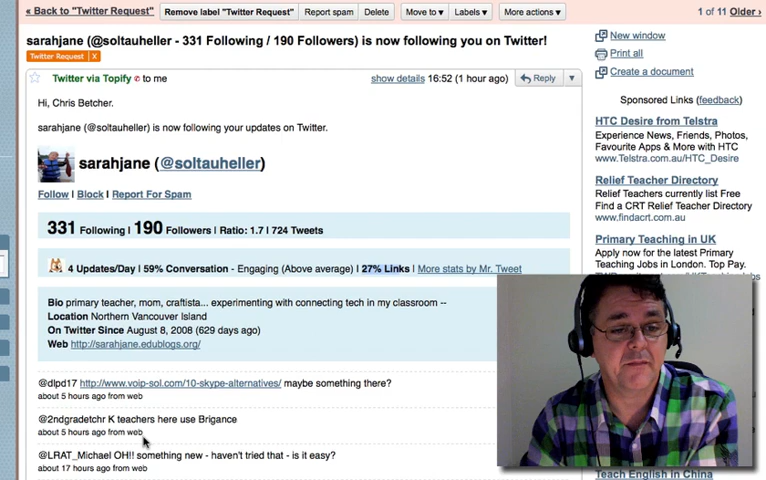 « Back to "Twitter Request" Remove label "Twitter Request" Report spam Delete Move to ▾ Labels ▾ More actions ▾ 1 of 11 Older ›
sarahjane (@soltauheller - 331 Following / 190 Followers) is now following you on Twitter!
Twitter Request X
Twitter via Topify to me show details 16:52 (1 hour ago) Reply ▼
Hi, Chris Betcher.
sarahjane (@soltauheller) is now following your updates on Twitter.
sarahjane (@soltauheller)
Follow | Block | Report For Spam
331 Following | 190 Followers | Ratio: 1.7 | 724 Tweets
4 Updates/Day | 59% Conversation - Engaging (Above average) | 27% Links | More stats by Mr. Tweet
Bio primary teacher, mom, craftista... experimenting with connecting tech in my classroom --
Location Northern Vancouver Island
On Twitter Since August 8, 2008 (629 days ago)
Web http://sarahjane.edublogs.org/
@dlpd17 http://www.voip-sol.com/10-skype-alternatives/ maybe something there?
about 5 hours ago from web
@2ndgradetchr K teachers here use Brigance
about 5 hours ago from web
@LRAT_Michael OH!! something new - haven't tried that - is it easy?
about 17 hours ago from web
New window
Print all
Create a document
Sponsored Links (feedback)
HTC Desire from Telstra
Experience News, Friends, Photos,
Favourite Apps & More with HTC
www.Telstra.com.au/HTC_Desire
Relief Teacher Directory
Relief Teachers currently list Free
Find a CRT Relief Teacher Listing
www.findacrt.com.au
Primary Teaching in UK
Apply now for the latest Primary
Teaching Jobs in London. Top Pay.
Teach English in China